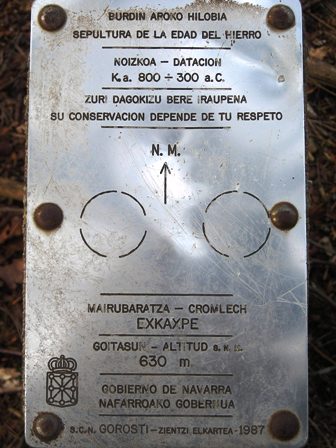 BURDIN AROKO HILOBIA
SEPULTURA DE LA EDAD DEL HIERRO
NOIZKOA - DATACION
K.a. 800 ÷ 300 a.C.
ZURI DAGOKIZU BERE IRAUPENA
SU CONSERVACION DEPENDE DE TU RESPETO
N. M.
MAIRUBARATZA - CROMLECH
EXKAXPE
GOITASUN - ALTITUD S. N. M.
630 m
GOBIERNO DE NAVARRA
NAFARROAKO GOBERNUA
S.C.N. GOROSTI - ZIENTZI ELKARTEA - 1987